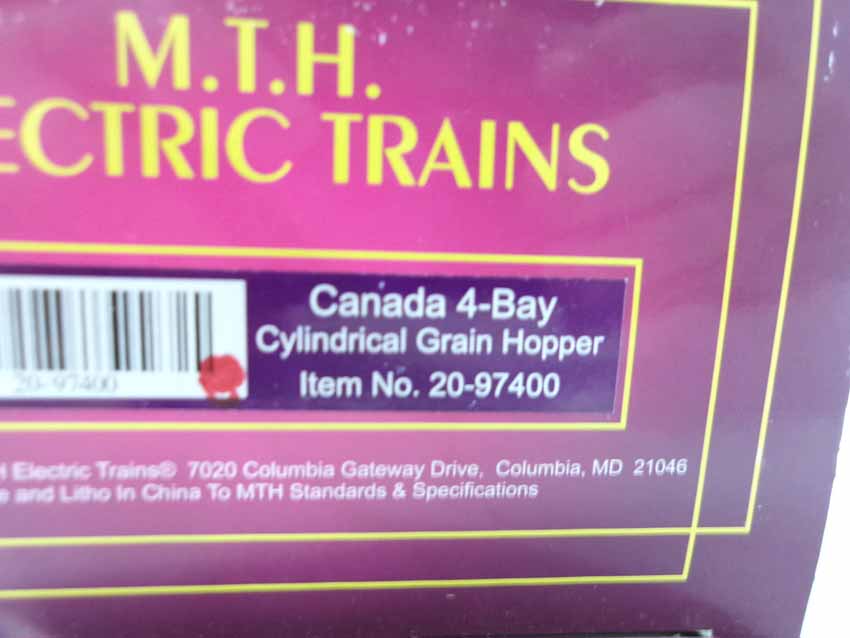 M.T.H.
ECTRIC TRAINS
Canada 4-Bay
Cylindrical Grain Hopper
Item No. 20-97400
20-97400
H Electric Trains® 7020 Columbia Gateway Drive, Columbia, MD 21046
e and Litho In China To MTH Standards & Specifications